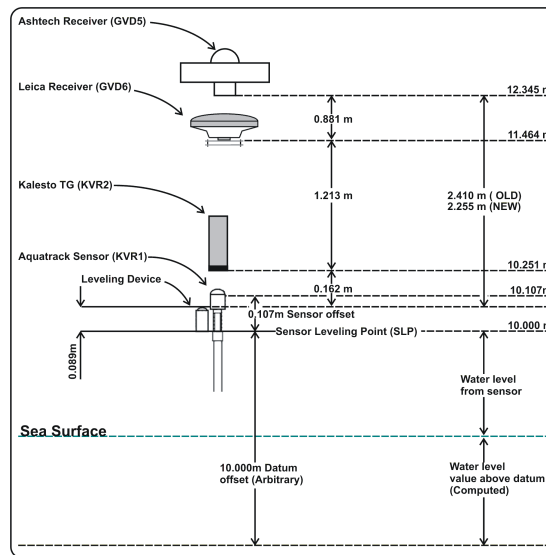 Ashtech Receiver (GVD5)
Leica Receiver (GVD6)
12.345 m
0.881 m
11.464 m
Kalesto TG (KVR2)
1.213 m
2.410 m ( OLD)
2.255 m (NEW)
Aquatrack Sensor (KVR1)
10.251 m
Leveling Device
0.162 m
10.107m
0.107m Sensor offset
Sensor Leveling Point (SLP)
10.000 m
0.089m
Water level
from sensor
Sea Surface
10.000m Datum
offset (Arbitrary)
Water level
value above datum
(Computed)